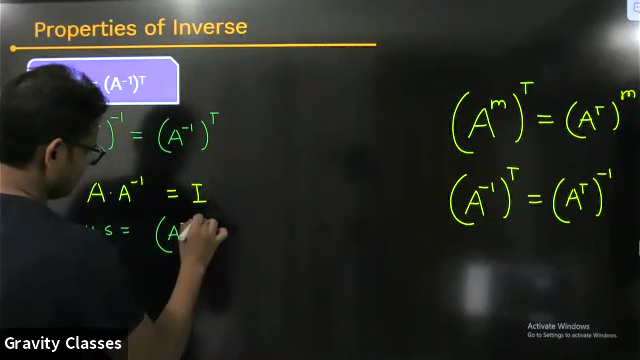 Properties of Inverse
(A⁻¹)ᵀ
)⁻¹ = (A⁻¹)ᵀ
A · A⁻¹ = I
S = (A
(Aᵐ)ᵀ = (Aᵀ)ᵐ
(A⁻¹)ᵀ = (Aᵀ)⁻¹
Activate Windows
Go to Settings to activate Windows.
Gravity Classes